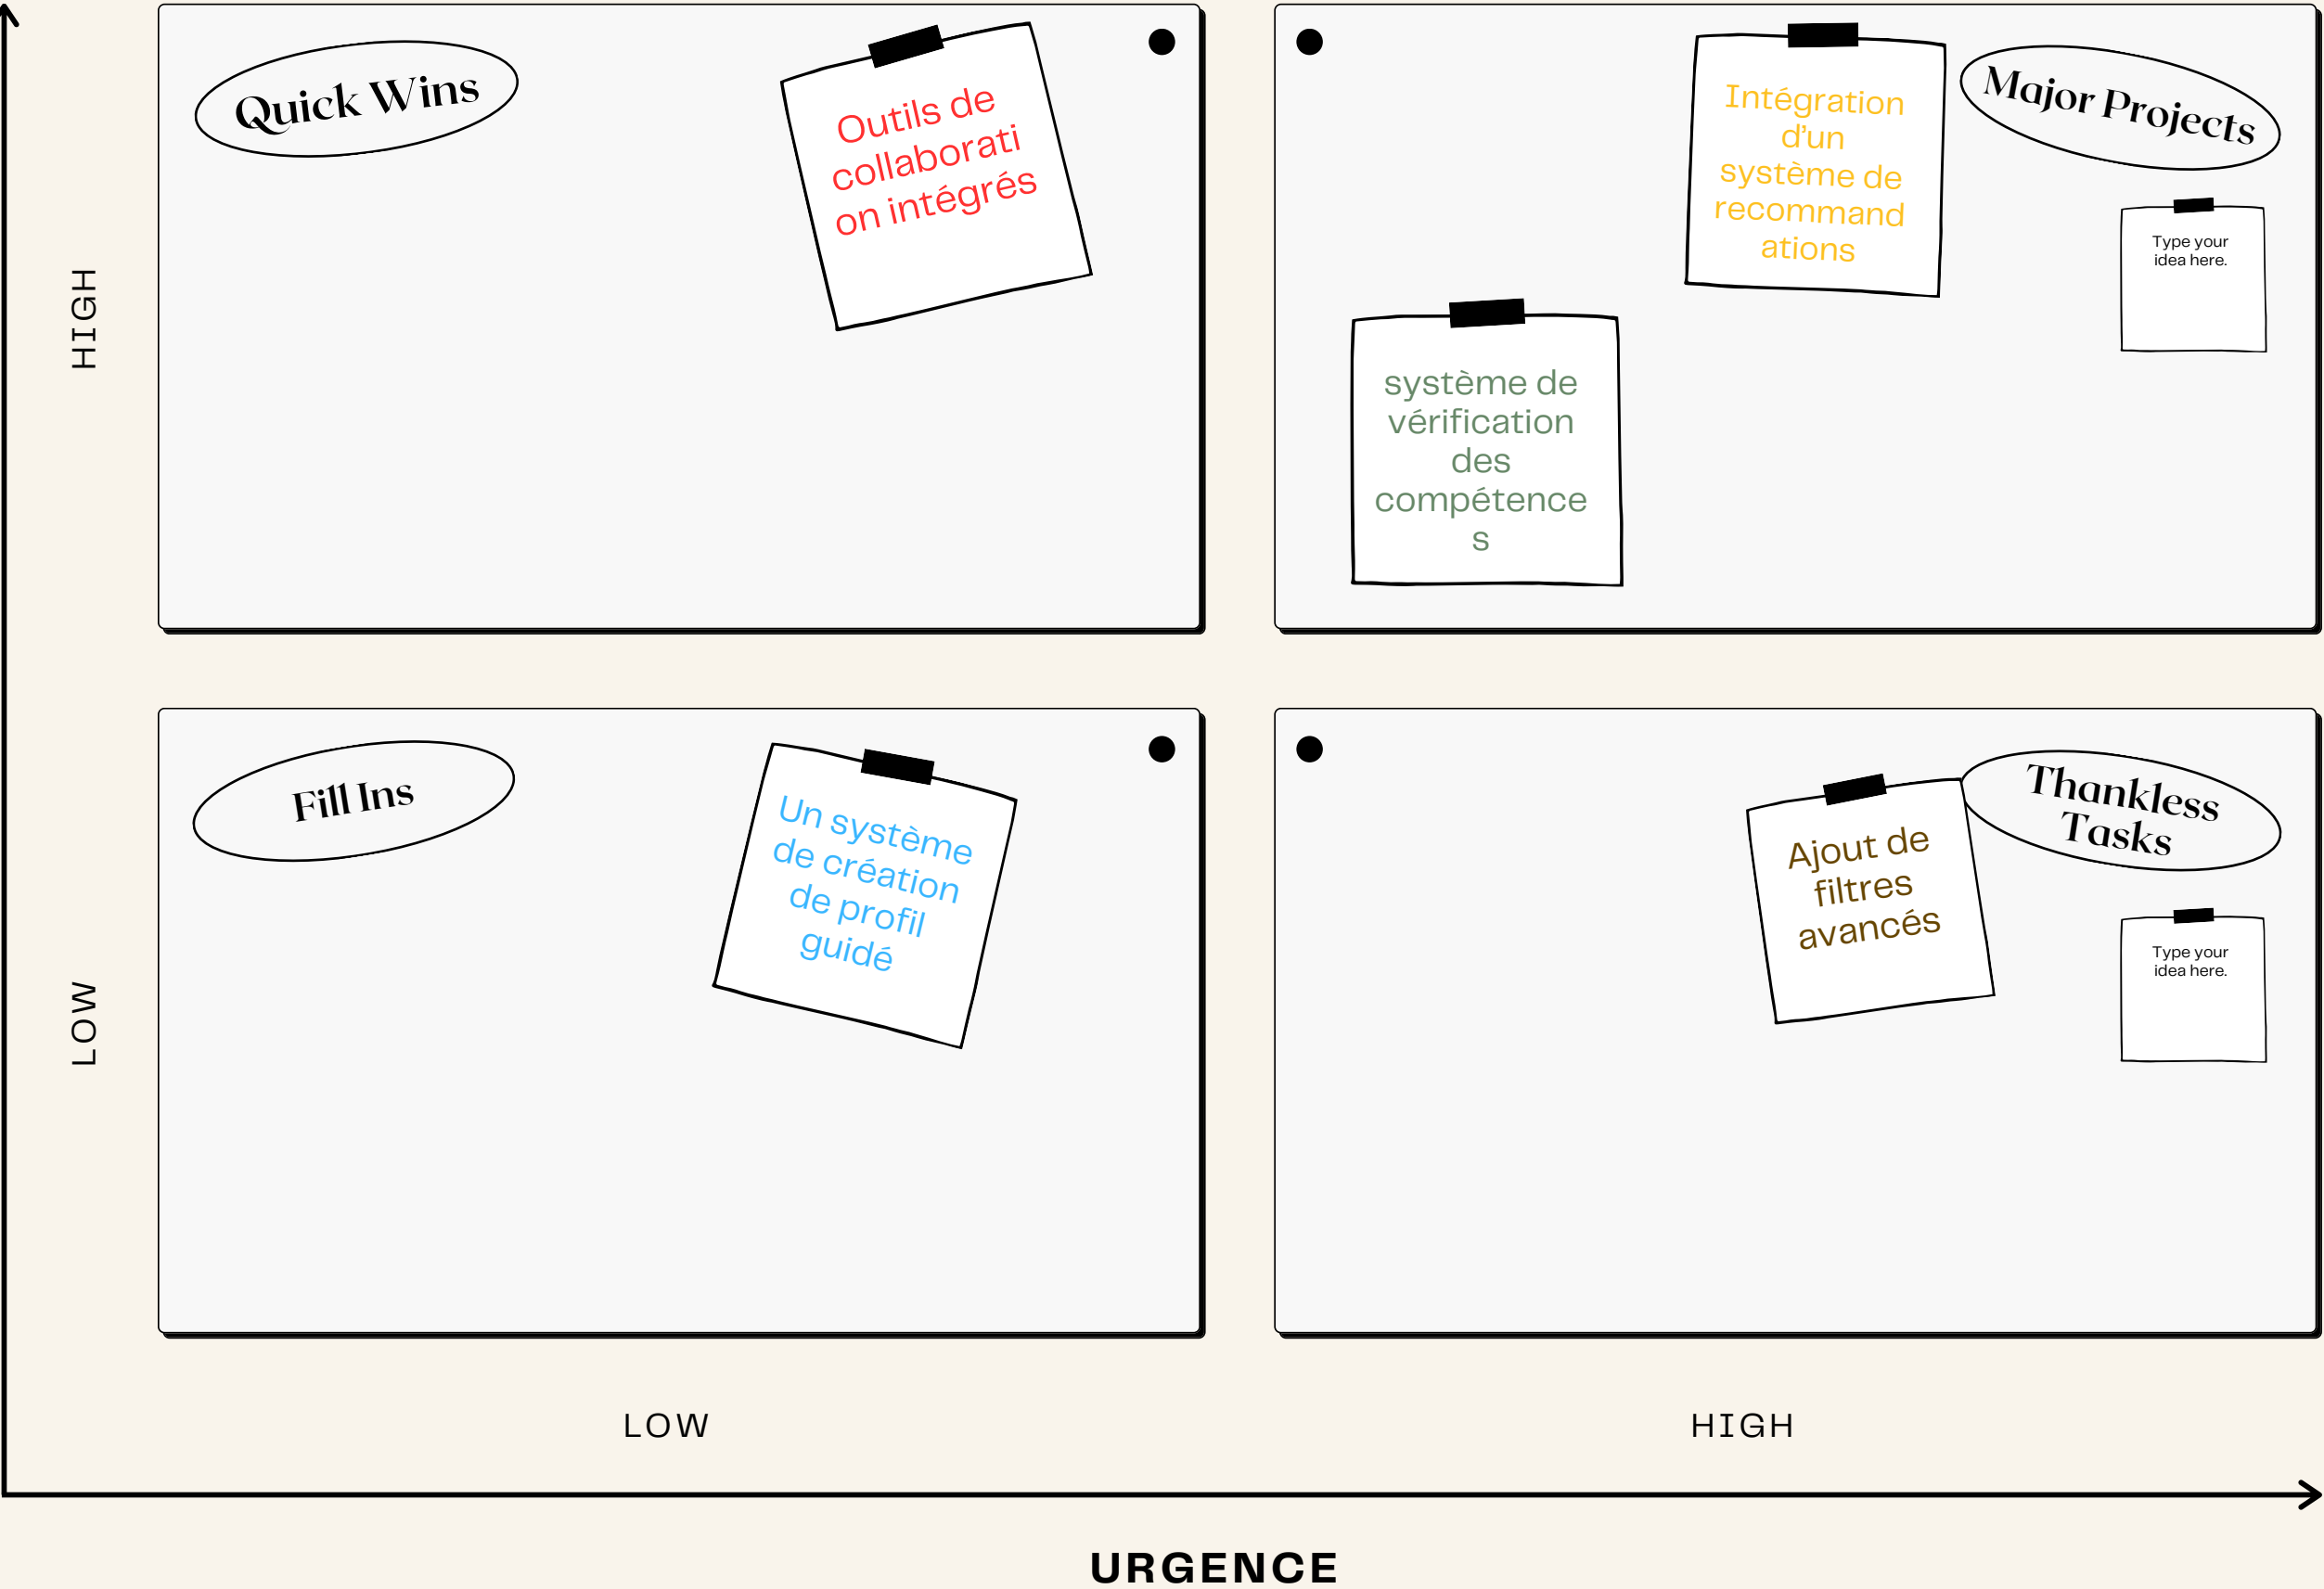 HIGH
Quick Wins
Outils de
collaborati
on intégrés
Intégration
d'un
système de
recommand
ations
Major Projects
Type your
idea here.
système de
vérification
des
compétence
s
LOW
Fill Ins
Un système
de création
de profil
guidé
Ajout de
filtres
avancés
Thankless
Tasks
Type your
idea here.
LOW
HIGH
URGENCE